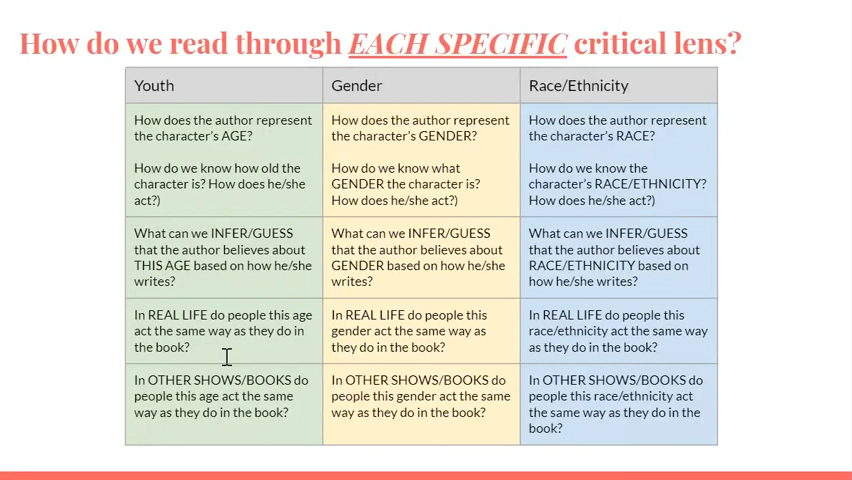 How do we read through EACH SPECIFIC critical lens?
Youth
Gender
Race/Ethnicity
How does the author represent
the character's AGE?
How do we know how old the
character is? How does he/she
act?)
How does the author represent
the character's GENDER?
How do we know what
GENDER the character is?
How does he/she act?)
How does the author represent
the character's RACE?
How do we know the
character's RACE/ETHNICITY?
How does he/she act?)
What can we INFER/GUESS
that the author believes about
THIS AGE based on how he/she
writes?
What can we INFER/GUESS
that the author believes about
GENDER based on how he/she
writes?
What can we INFER/GUESS
that the author believes about
RACE/ETHNICITY based on
how he/she writes?
In REAL LIFE do people this age
act the same way as they do in
the book?
In REAL LIFE do people this
gender act the same way as
they do in the book?
In REAL LIFE do people this
race/ethnicity act the same way
as they do in the book?
In OTHER SHOWS/BOOKS do
people this age act the same
way as they do in the book?
In OTHER SHOWS/BOOKS do
people this gender act the same
way as they do in the book?
In OTHER SHOWS/BOOKS do
people this race/ethnicity act
the same way as they do in the
book?